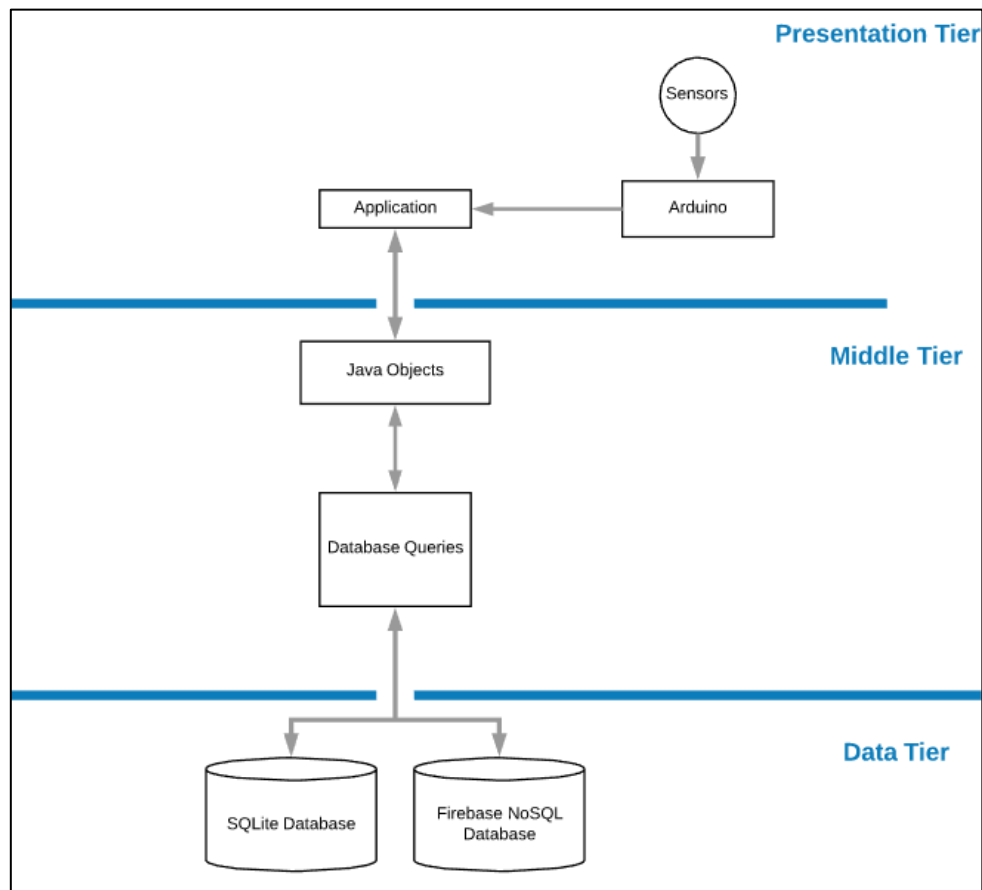 Presentation Tier
Sensors
Application
Arduino
Middle Tier
Java Objects
Database Queries
Data Tier
SQLite Database
Firebase NoSQL
Database